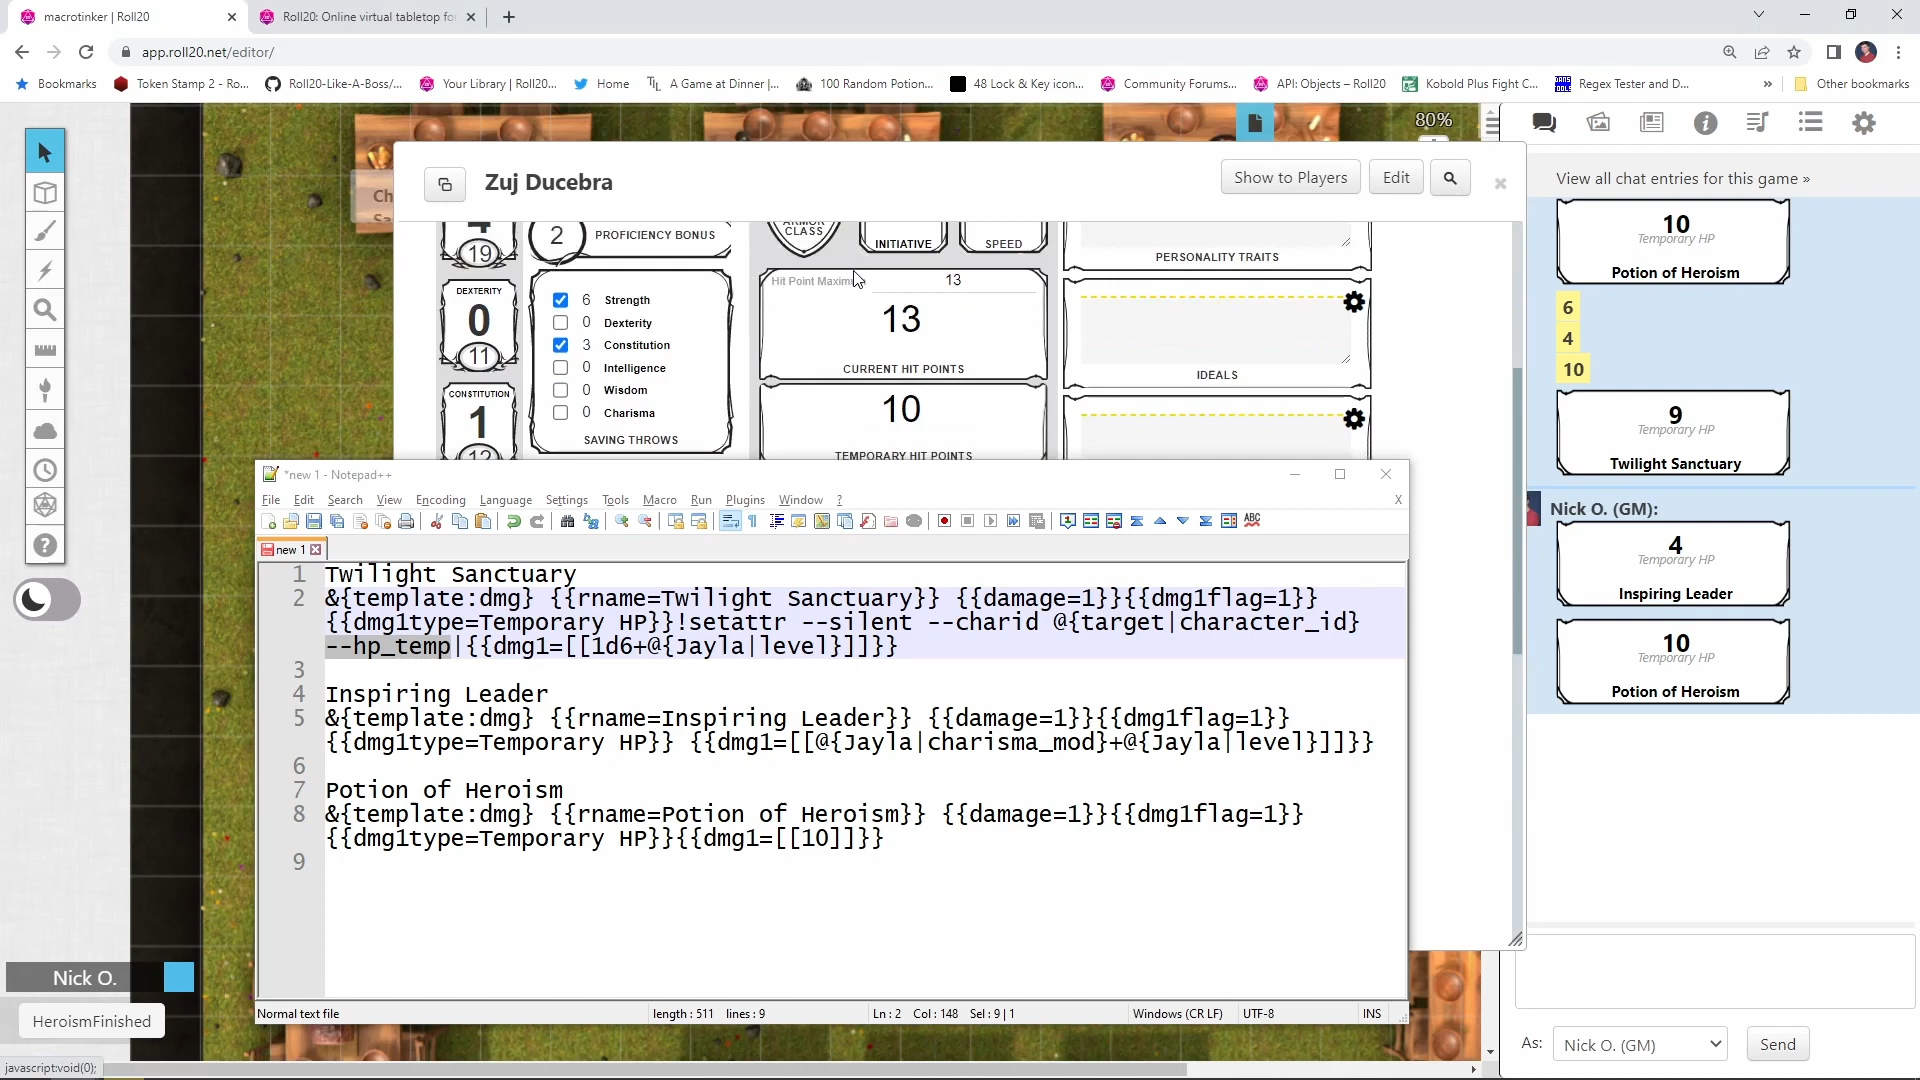 macrotinker | Roll20
Roll20: Online virtual tabletop fo
app.roll20.net/editor/
Bookmarks
Token Stamp 2 - Ro...
Roll20-Like-A-Boss/...
Your Library | Roll20...
Home
A Game at Dinner |...
100 Random Potion...
48 Lock & Key icon...
Community Forums...
API: Objects – Roll20
Kobold Plus Fight C...
Regex Tester and D...
»
Other bookmarks
80%
View all chat entries for this game »
Zuj Ducebra
Show to Players
Edit
Ch
19
2
PROFICIENCY BONUS
CLASS
INITIATIVE
SPEED
PERSONALITY TRAITS
DEXTERITY
0
11
6 Strength
0 Dexterity
3 Constitution
0 Intelligence
0 Wisdom
0 Charisma
SAVING THROWS
Hit Point Maxim
13
13
CURRENT HIT POINTS
IDEALS
CONSTITUTION
1
12
10
TEMPORARY HIT POINTS
10
Temporary HP
Potion of Heroism
6
4
10
9
Temporary HP
Twilight Sanctuary
Nick O. (GM):
4
Temporary HP
Inspiring Leader
10
Temporary HP
Potion of Heroism
*new 1 - Notepad++
File Edit Search View Encoding Language Settings Tools Macro Run Plugins Window ?
X
new 1
1 Twilight Sanctuary
2 &{template:dmg} {{rname=Twilight Sanctuary}} {{damage=1}}{{dmg1flag=1}}
{{dmg1type=Temporary HP}}!setattr --silent --charid @{target|character_id}
--hp_temp|{{dmg1=[[1d6+@{Jayla|level}]]}}
3
4 Inspiring Leader
5 &{template:dmg} {{rname=Inspiring Leader}} {{damage=1}}{{dmg1flag=1}}
{{dmg1type=Temporary HP}} {{dmg1=[[@{Jayla|charisma_mod}+@{Jayla|level}]]}}
6
7 Potion of Heroism
8 &{template:dmg} {{rname=Potion of Heroism}} {{damage=1}}{{dmg1flag=1}}
{{dmg1type=Temporary HP}}{{dmg1=[[10]]}}
9
Normal text file
length : 511 lines : 9
Ln : 2 Col : 148 Sel : 9 | 1
Windows (CR LF)
UTF-8
INS
Nick O.
HeroismFinished
javascript:void(0);
As:
Nick O. (GM)
Send